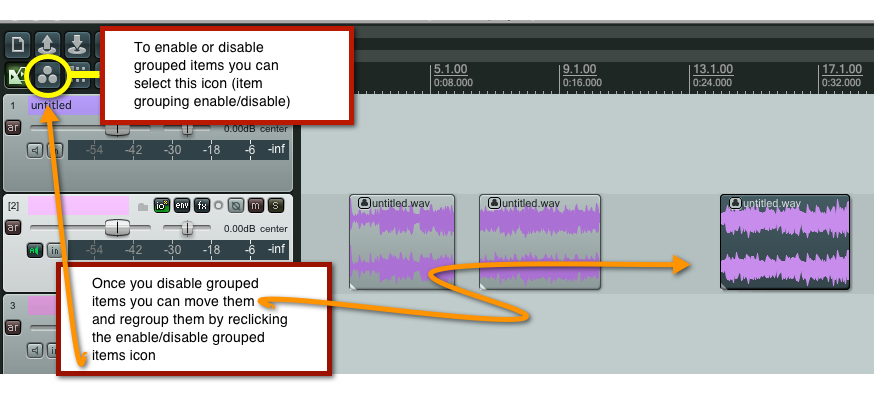 To enable or disable
grouped items you can
select this icon (item
grouping enable/disable)
5.1.00 9.1.00 13.1.00 17.1.00
0:08.000 0:16.000 0:24.000 0:32.000
1 untitled
ar 0.00dB center
-54 -42 -30 -18 -6 -inf
[2] io env fx m s
untitled.wav untitled.wav untitled.wav
ar 0.00dB center
in -54 -42 -30 -18 -6 -inf
Once you disable grouped
items you can move them
and regroup them by reclicking
the enable/disable grouped
items icon
3
ar